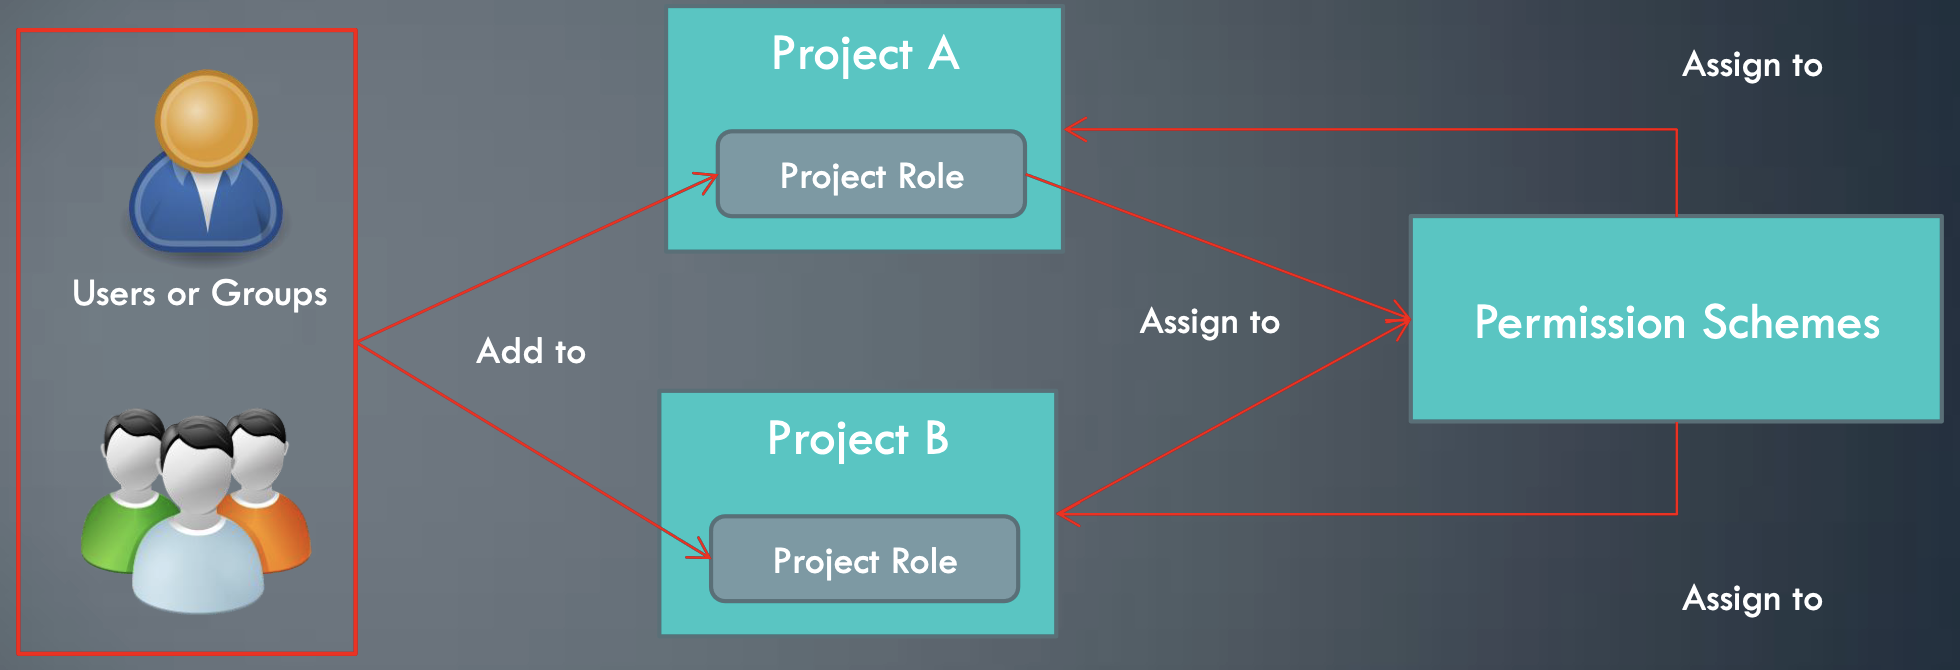 Project A
Assign to
Project Role
Users or Groups
Add to
Assign to
Permission Schemes
Project B
Project Role
Assign to